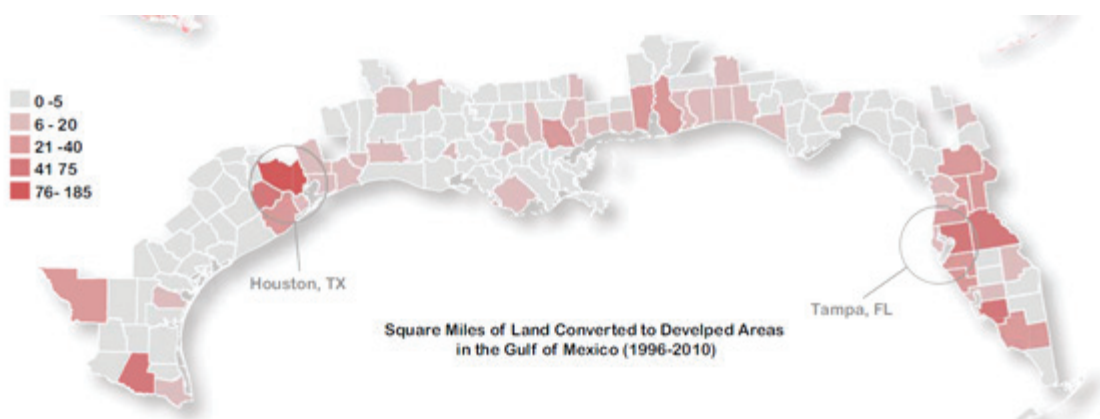 0 -5
6 - 20
21 -40
41 75
76- 185
Houston, TX
Tampa, FL
Square Miles of Land Converted to Develped Areas
in the Gulf of Mexico (1996-2010)